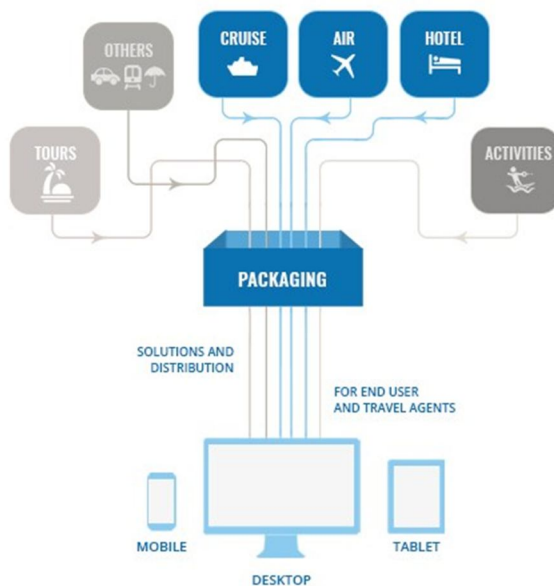 OTHERS
CRUISE
AIR
HOTEL
TOURS
ACTIVITIES
PACKAGING
SOLUTIONS AND
DISTRIBUTION
FOR END USER
AND TRAVEL AGENTS
MOBILE
TABLET
DESKTOP